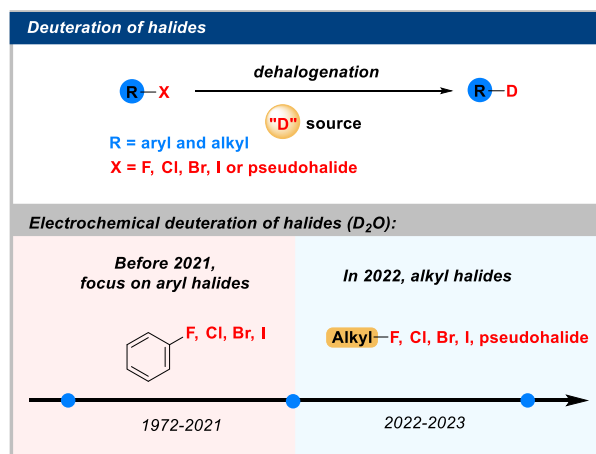 Deuteration of halides
dehalogenation
R—X
R—D
"D" source
R = aryl and alkyl
X = F, Cl, Br, I or pseudohalide
Electrochemical deuteration of halides (D₂O):
Before 2021,
focus on aryl halides
In 2022, alkyl halides
F, Cl, Br, I
Alkyl—F, Cl, Br, I, pseudohalide
1972-2021
2022-2023